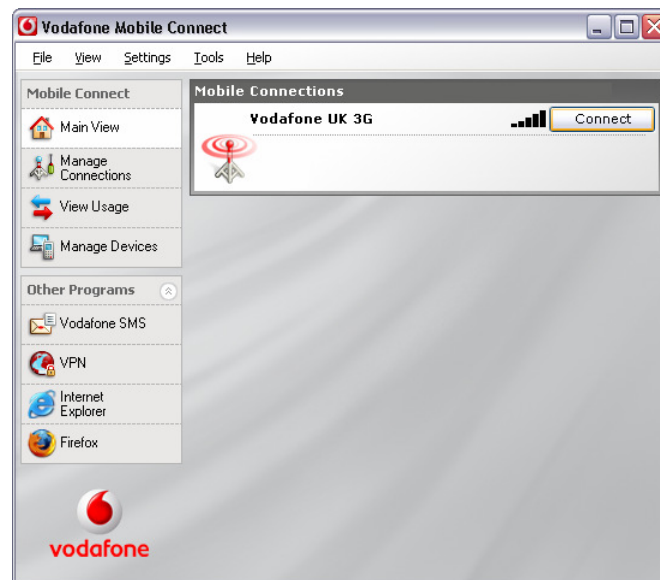 Vodafone Mobile Connect
File View Settings Tools Help
Mobile Connect
Main View
Manage
Connections
View Usage
Manage Devices
Other Programs
Vodafone SMS
VPN
Internet
Explorer
Firefox
vodafone
Mobile Connections
Vodafone UK 3G
Connect